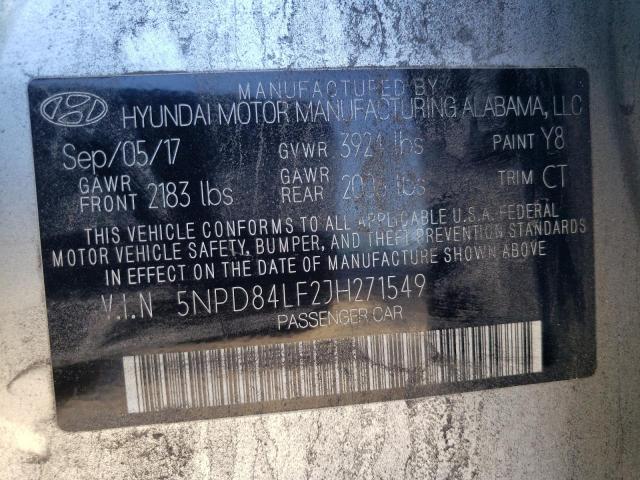 MANUFACTURED BY
HYUNDAI MOTOR MANUFACTURING ALABAMA, LLC
Sep/05/17 GVWR 3924 lbs PAINT Y8
GAWR FRONT 2183 lbs GAWR REAR lbs TRIM CT
THIS VEHICLE CONFORMS TO ALL APPLICABLE U.S.A. FEDERAL
MOTOR VEHICLE SAFETY, BUMPER, AND THEFT PREVENTION STANDARDS
IN EFFECT ON THE DATE OF MANUFACTURE SHOWN ABOVE
V.I.N 5NPD84LF2JH271549
PASSENGER CAR